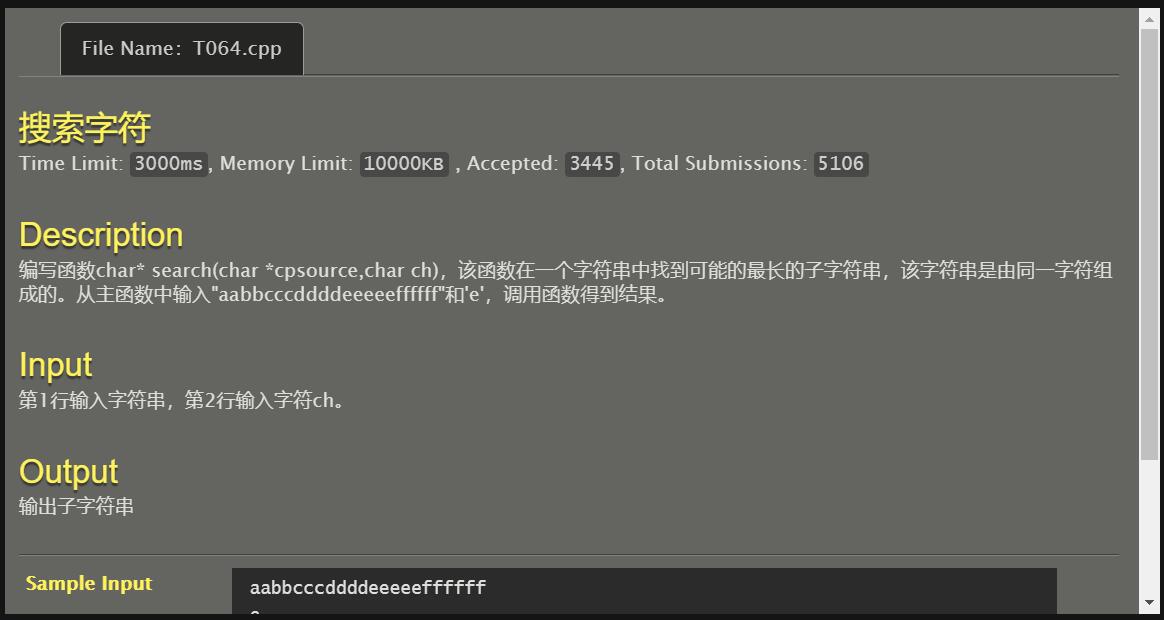 File Name：T064.cpp
搜索字符
Time Limit: 3000ms, Memory Limit: 10000KB , Accepted: 3445, Total Submissions: 5106
Description
编写函数char* search(char *cpsource,char ch)，该函数在一个字符串中找到可能的最长的子字符串，该字符串是由同一字符组
成的。从主函数中输入"aabbcccddddeeeeeffffff"和'e'，调用函数得到结果。
Input
第1行输入字符串，第2行输入字符ch。
Output
输出子字符串
Sample Input
aabbcccddddeeeeeffffff